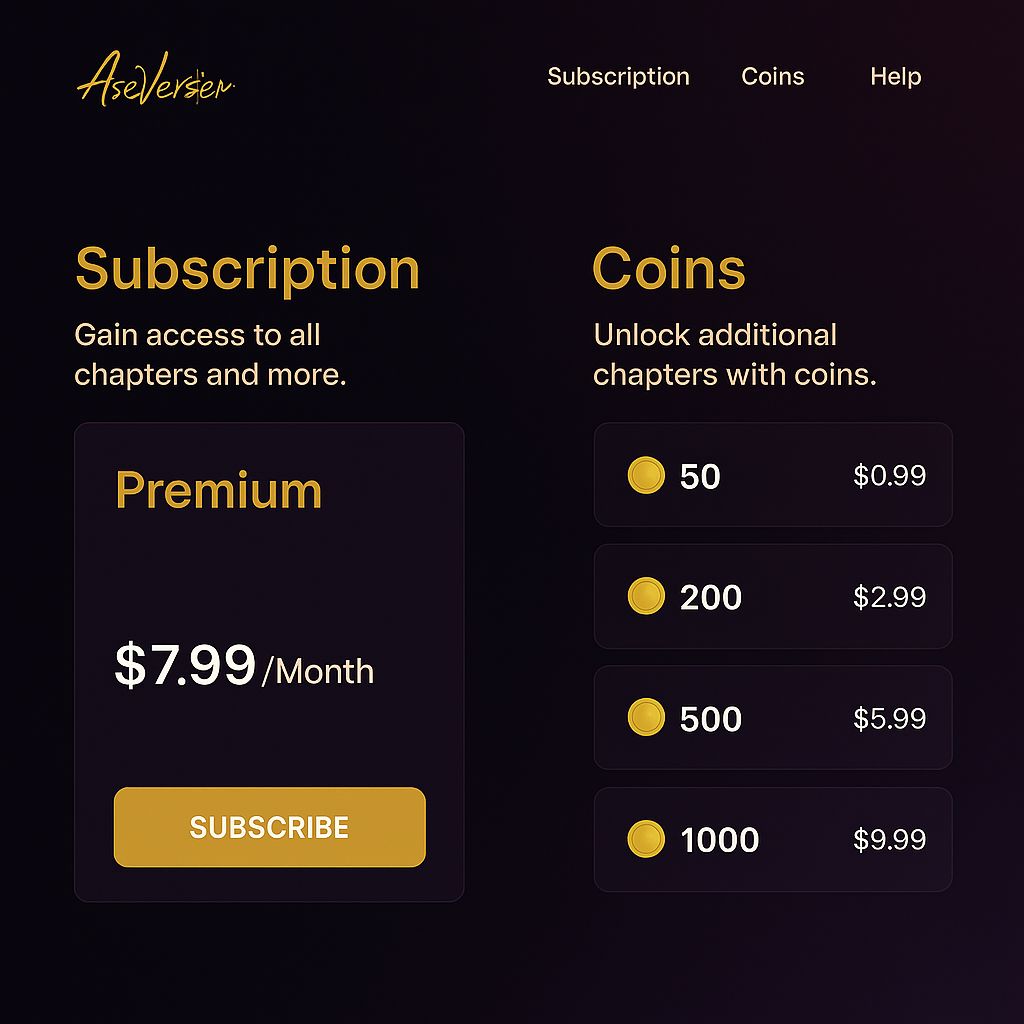 AseVersen
Subscription Coins Help
Subscription
Gain access to all
chapters and more.
Premium
$7.99/Month
SUBSCRIBE
Coins
Unlock additional
chapters with coins.
50 $0.99
200 $2.99
500 $5.99
1000 $9.99